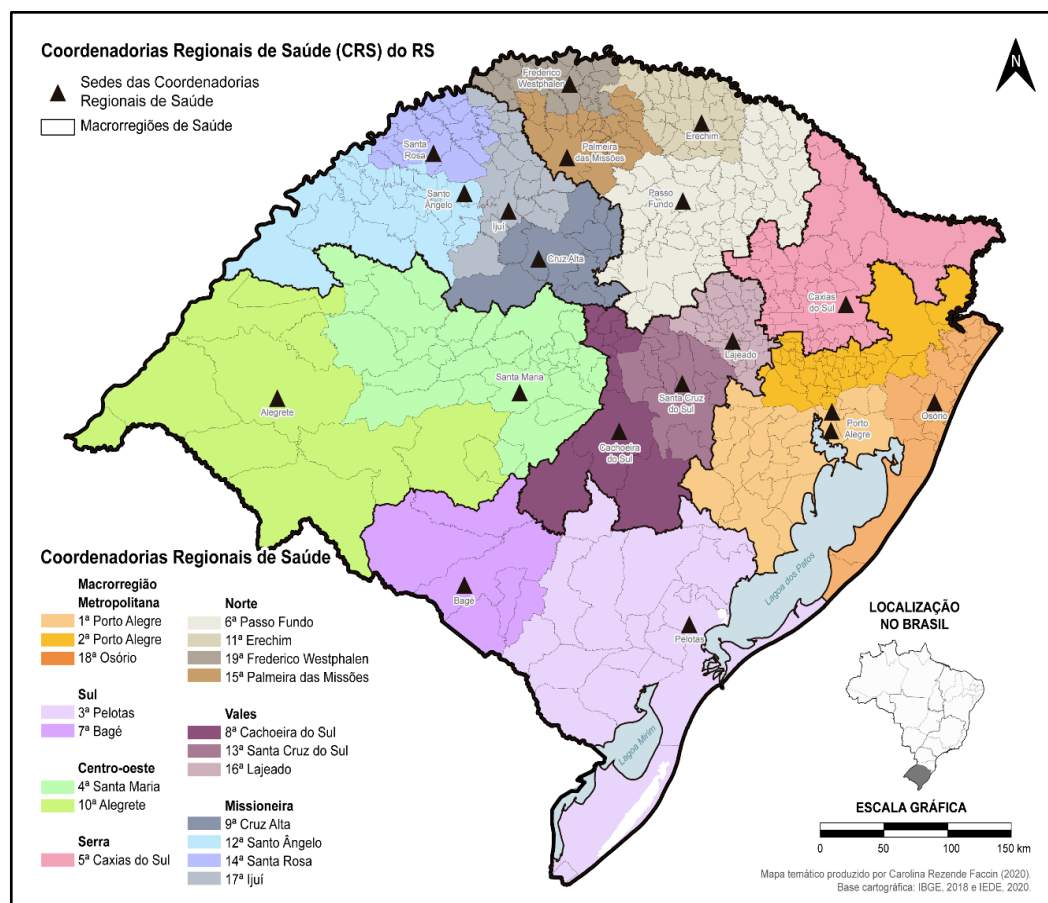 Coordenadorias Regionais de Saúde (CRS) do RS
Sedes das Coordenadorias
Regionais de Saúde
Macrorregiões de Saúde
N
Frederico
Westphalen
Erechim
Santa
Rosa
Palmeira
das Missões
Santo
Ângelo
Ijuí
Passo
Fundo
Cruz Alta
Caxias
do Sul
Lajeado
Santa Maria
Santa Cruz
do Sul
Alegrete
Osório
Porto
Alegre
Cachoeira
do Sul
Lagoa dos Patos
Bagé
Pelotas
Lagoa Mirim
Coordenadorias Regionais de Saúde
Macrorregião
Metropolitana
1ª Porto Alegre
2ª Porto Alegre
18ª Osório
Sul
3ª Pelotas
7ª Bagé
Centro-oeste
4ª Santa Maria
10ª Alegrete
Serra
5ª Caxias do Sul
Norte
6ª Passo Fundo
11ª Erechim
19ª Frederico Westphalen
15ª Palmeira das Missões
Vales
8ª Cachoeira do Sul
13ª Santa Cruz do Sul
16ª Lajeado
Missioneira
9ª Cruz Alta
12ª Santo Ângelo
14ª Santa Rosa
17ª Ijuí
LOCALIZAÇÃO
NO BRASIL
ESCALA GRÁFICA
0 50 100 150 km
Mapa temático produzido por Carolina Rezende Faccin (2020).
Base cartográfica: IBGE, 2018 e IEDE, 2020.